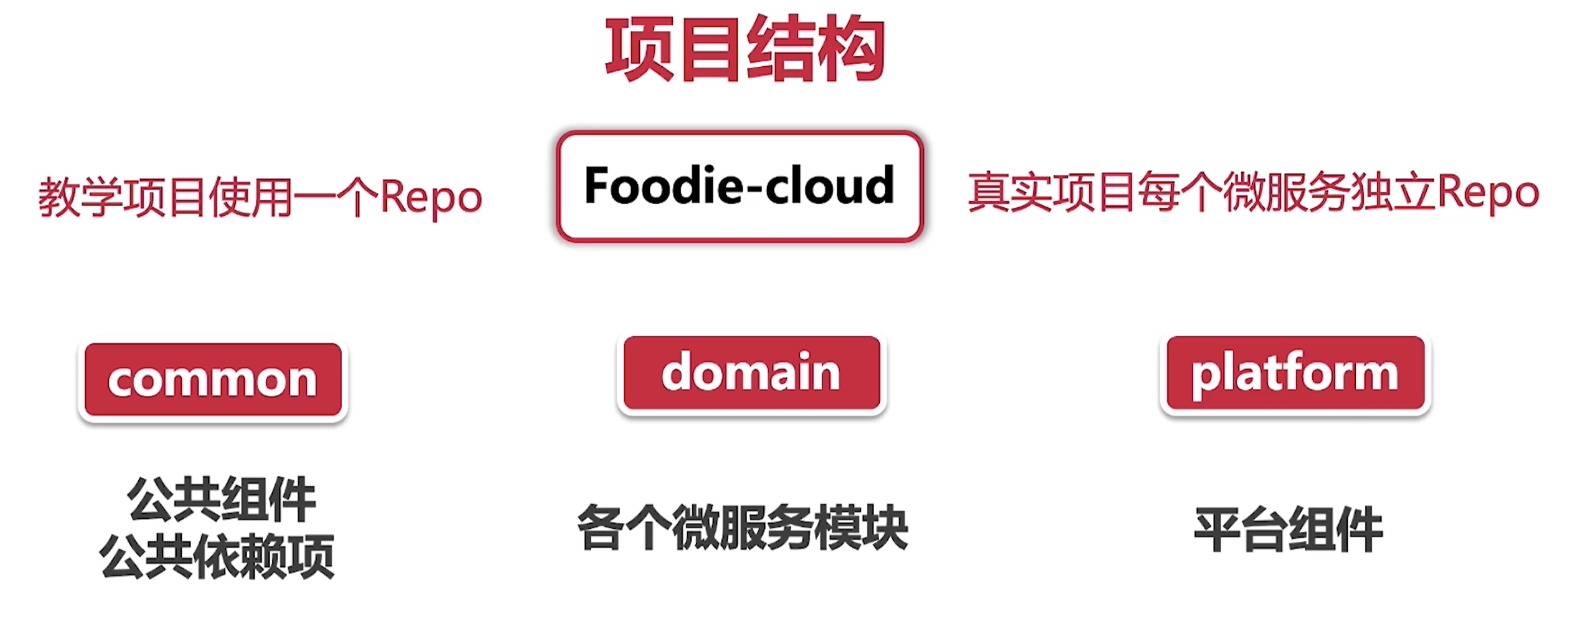 项目结构
教学项目使用一个Repo
Foodie-cloud
真实项目每个微服务独立Repo
common
domain
platform
公共组件
公共依赖项
各个微服务模块
平台组件